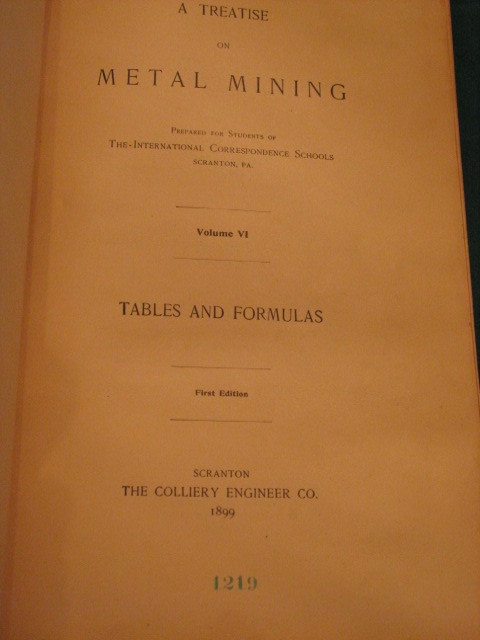 A TREATISE
ON
METAL MINING
PREPARED FOR STUDENTS OF
THE INTERNATIONAL CORRESPONDENCE SCHOOLS
SCRANTON, PA.
Volume VI
TABLES AND FORMULAS
First Edition
SCRANTON
THE COLLIERY ENGINEER CO.
1899
1219